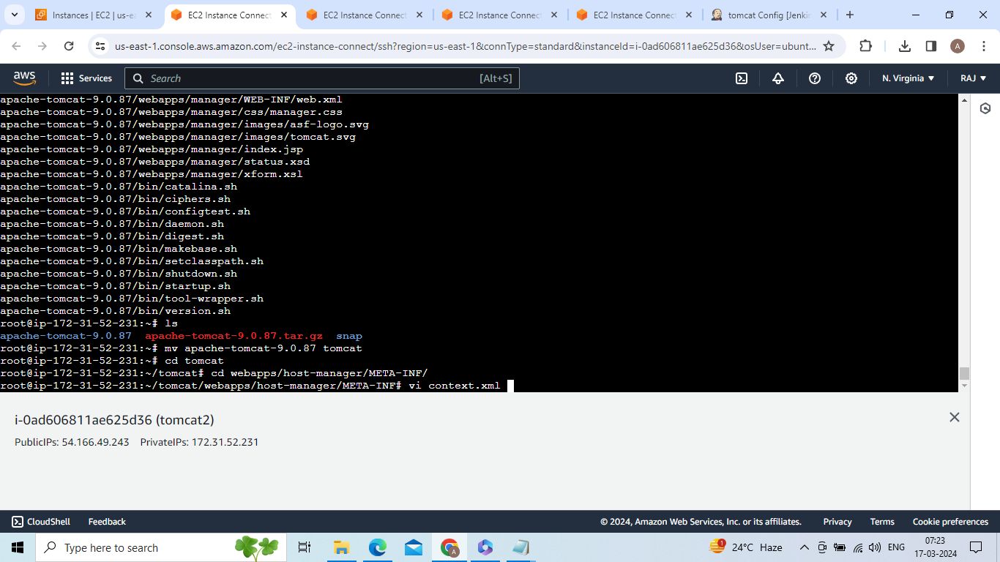 Instances | EC2 | us-ea
EC2 Instance Connect
EC2 Instance Connect
EC2 Instance Connect
EC2 Instance Connect
tomcat Config [Jenki
us-east-1.console.aws.amazon.com/ec2-instance-connect/ssh?region=us-east-1&connType=standard&instanceId=i-0ad606811ae625d36&osUser=ubunt...
A
aws
Services
Search
[Alt+S]
N. Virginia
RAJ
apache-tomcat-9.0.87/webapps/manager/WEB-INF/web.xml
apache-tomcat-9.0.87/webapps/manager/css/manager.css
apache-tomcat-9.0.87/webapps/manager/images/asf-logo.svg
apache-tomcat-9.0.87/webapps/manager/images/tomcat.svg
apache-tomcat-9.0.87/webapps/manager/index.jsp
apache-tomcat-9.0.87/webapps/manager/status.xsd
apache-tomcat-9.0.87/webapps/manager/xform.xsl
apache-tomcat-9.0.87/bin/catalina.sh
apache-tomcat-9.0.87/bin/ciphers.sh
apache-tomcat-9.0.87/bin/configtest.sh
apache-tomcat-9.0.87/bin/daemon.sh
apache-tomcat-9.0.87/bin/digest.sh
apache-tomcat-9.0.87/bin/makebase.sh
apache-tomcat-9.0.87/bin/setclasspath.sh
apache-tomcat-9.0.87/bin/shutdown.sh
apache-tomcat-9.0.87/bin/startup.sh
apache-tomcat-9.0.87/bin/tool-wrapper.sh
apache-tomcat-9.0.87/bin/version.sh
root@ip-172-31-52-231:~# ls
apache-tomcat-9.0.87  apache-tomcat-9.0.87.tar.gz  snap
root@ip-172-31-52-231:~# mv apache-tomcat-9.0.87 tomcat
root@ip-172-31-52-231:~# cd tomcat
root@ip-172-31-52-231:~/tomcat# cd webapps/host-manager/META-INF/
root@ip-172-31-52-231:~/tomcat/webapps/host-manager/META-INF# vi context.xml
i-0ad606811ae625d36 (tomcat2)
PublicIPs: 54.166.49.243 PrivateIPs: 172.31.52.231
CloudShell
Feedback
© 2024, Amazon Web Services, Inc. or its affiliates.
Privacy
Terms
Cookie preferences
Type here to search
A
1
24°C Haze
ENG
07:23
17-03-2024